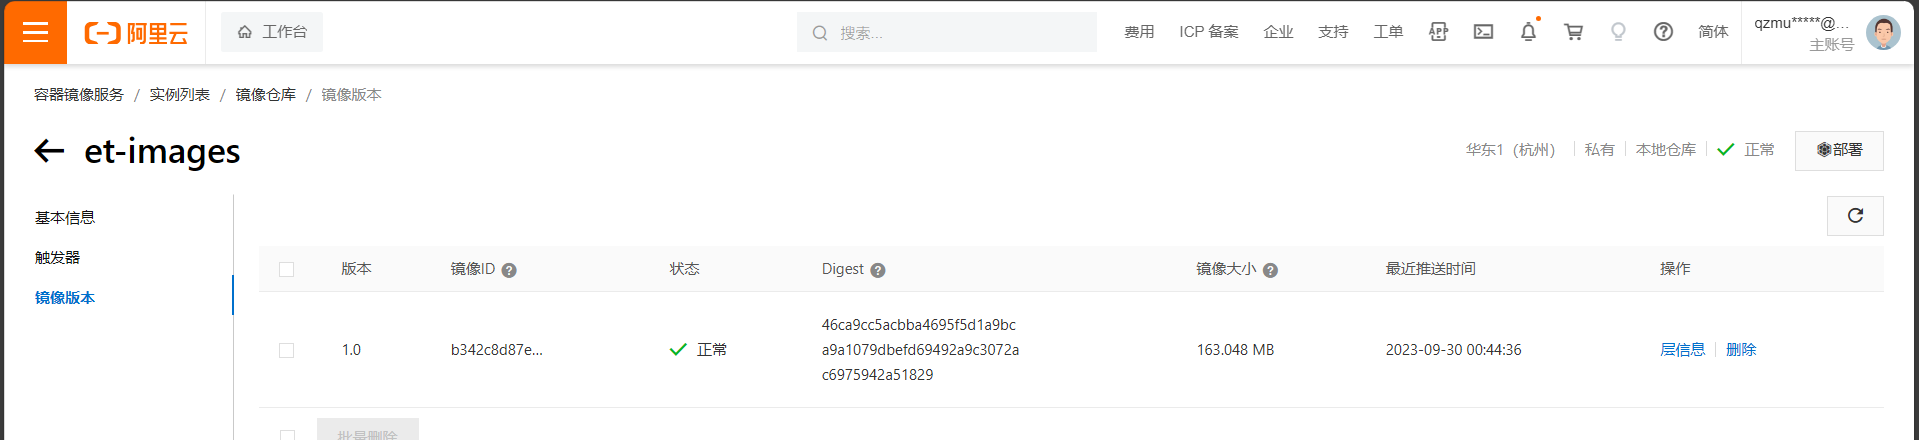 阿里云
工作台
搜索...
费用
ICP 备案
企业
支持
工单
APP
简体
qzmu*****@...
主账号
容器镜像服务 / 实例列表 / 镜像仓库 / 镜像版本
et-images
华东1（杭州）
私有
本地仓库
正常
部署
基本信息
触发器
镜像版本
版本
镜像ID
状态
Digest
镜像大小
最近推送时间
操作
1.0
b342c8d87e...
正常
46ca9cc5acbba4695f5d1a9bc
a9a1079dbefd69492a9c3072a
c6975942a51829
163.048 MB
2023-09-30 00:44:36
层信息
删除
批量删除